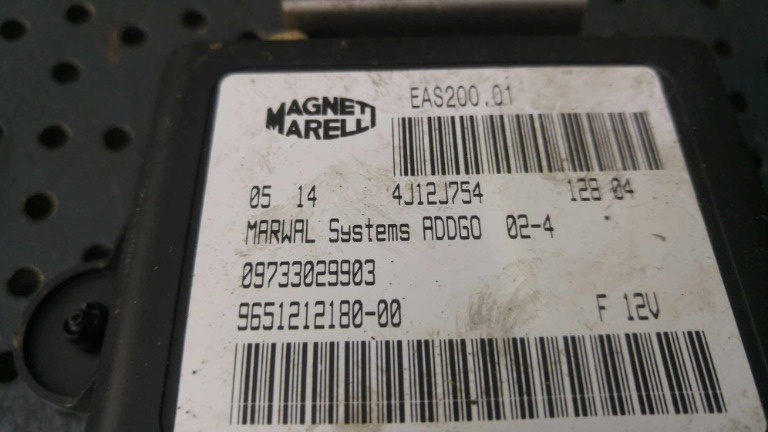 MAGNETI
MARELLI
EAS200.01
05 14 4J12J754 128 04
MARWAL Systems ADDGO 02-4
09733029903
9651212180-00 F 12V